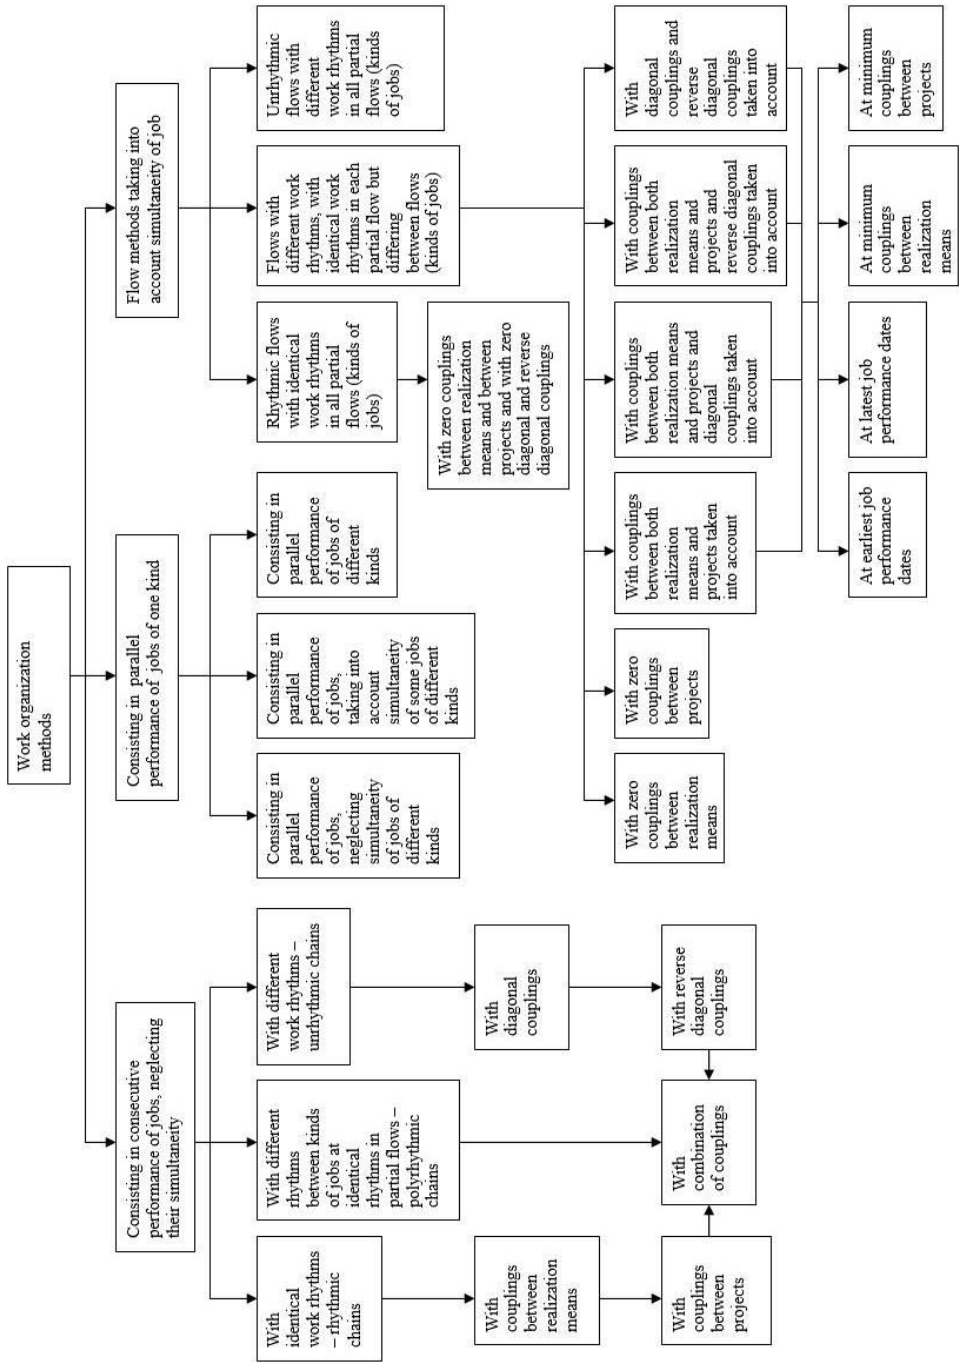 Work organization
methods
Consisting in consecutive
performance of jobs, neglecting
their simultaneity
Consisting in parallel
performance of jobs of one kind
Flow methods taking into
account simultaneity of job
With
identical
work rhythms
– rhythmic
chains
With different
rhythms
between kinds
of jobs at
identical
rhythms in
partial flows –
polyrhythmic
chains
With different
work rhythms –
unrhythmic chains
Consisting in
parallel
performance
of jobs,
neglecting
simultaneity
of jobs of
different
kinds
Consisting in
parallel
performance
of jobs,
taking into
account
simultaneity
of some jobs
of different
kinds
Consisting in
parallel
performance
of jobs of
different
kinds
Rhythmic flows
with identical
work rhythms
in all partial
flows (kinds of
jobs)
Flows with
different work
rhythms, with
identical work
rhythms in each
partial flow but
differing
between flows
(kinds of jobs)
Unrhythmic
flows with
different
work rhythms
in all partial
flows (kinds
of jobs)
With zero couplings
between realization
means and between
projects and with zero
diagonal and reverse
diagonal couplings
With
couplings
between
realization
means
With
diagonal
couplings
With
couplings
between
projects
With
combination
of couplings
With reverse
diagonal
couplings
With zero
couplings
between
realization
means
With zero
couplings
between
projects
With couplings
between both
realization
means and
projects taken
into account
With couplings
between both
realization means
and projects and
diagonal
couplings taken
into account
With couplings
between both
realization
means and
projects and
reverse diagonal
couplings taken
into account
With
diagonal
couplings and
reverse
diagonal
couplings
taken into
account
At earliest job
performance
dates
At latest job
performance dates
At minimum
couplings
between
realization
means
At minimum
couplings
between
projects